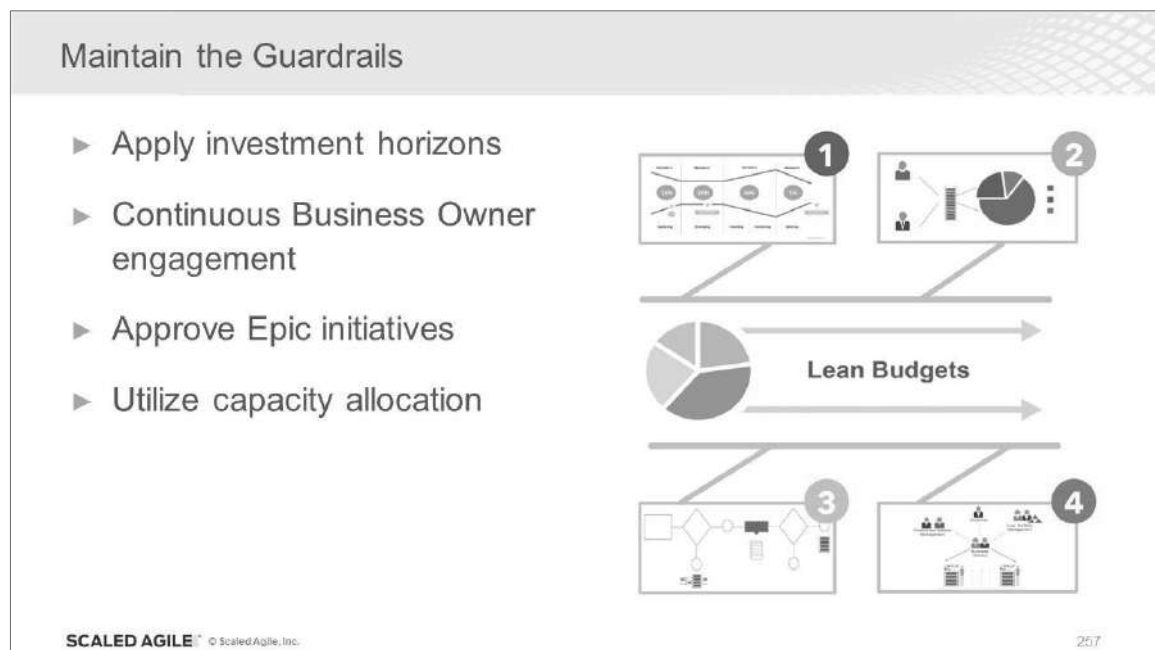 Maintain the Guardrails
► Apply investment horizons
► Continuous Business Owner
engagement
► Approve Epic initiatives
► Utilize capacity allocation
1
2
Lean Budgets
3
4
SCALED AGILE © Scaled Agile, Inc.
257